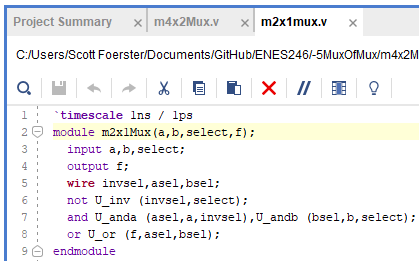 Project Summary × m4x2Mux.v × m2x1mux.v ×
C:/Users/Scott Foerster/Documents/GitHub/ENES246/-5MuxOfMux/m4x2M
1 `timescale 1ns / 1ps
2 module m2x1Mux(a,b,select,f);
3 input a,b,select;
4 output f;
5 wire invsel,asel,bsel;
6 not U_inv (invsel,select);
7 and U_anda (asel,a,invsel),U_andb (bsel,b,select);
8 or U_or (f,asel,bsel);
9 endmodule